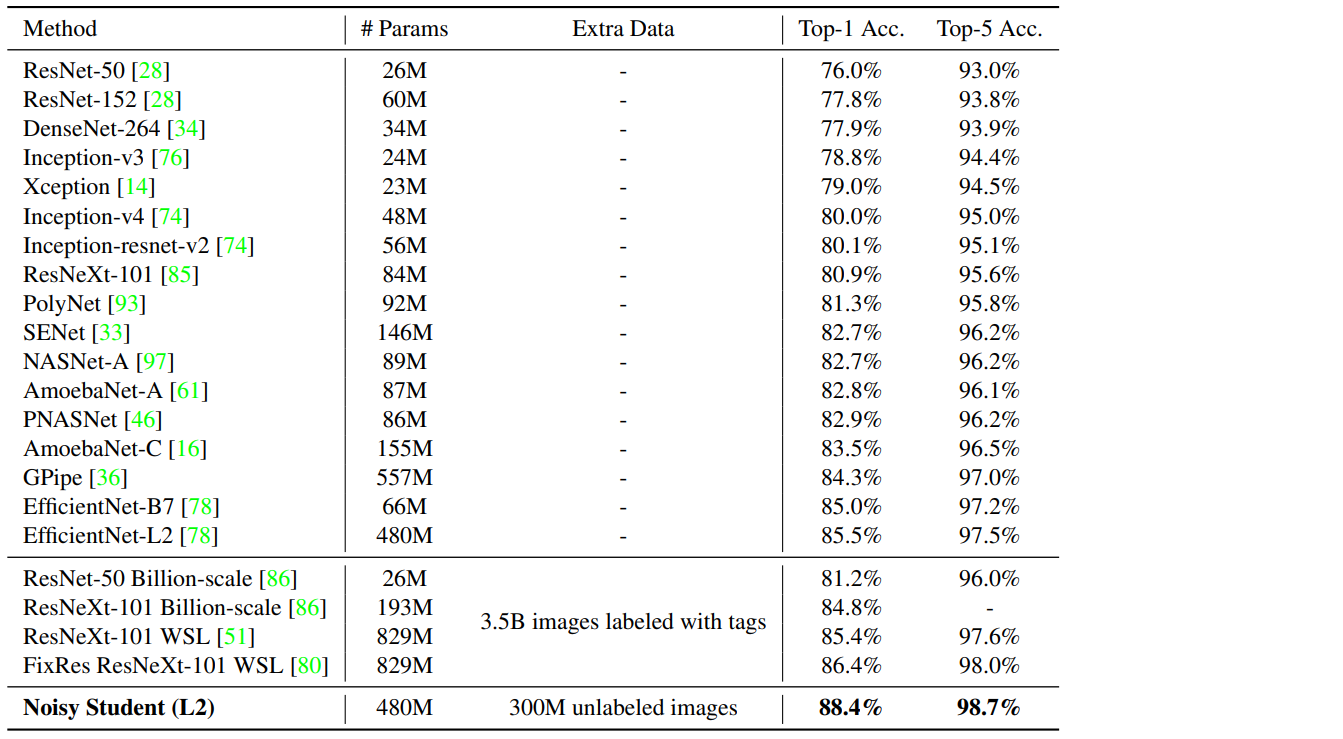 Method # Params Extra Data Top-1 Acc. Top-5 Acc.
ResNet-50 [28] 26M - 76.0% 93.0%
ResNet-152 [28] 60M - 77.8% 93.8%
DenseNet-264 [34] 34M - 77.9% 93.9%
Inception-v3 [76] 24M - 78.8% 94.4%
Xception [14] 23M - 79.0% 94.5%
Inception-v4 [74] 48M - 80.0% 95.0%
Inception-resnet-v2 [74] 56M - 80.1% 95.1%
ResNeXt-101 [85] 84M - 80.9% 95.6%
PolyNet [93] 92M - 81.3% 95.8%
SENet [33] 146M - 82.7% 96.2%
NASNet-A [97] 89M - 82.7% 96.2%
AmoebaNet-A [61] 87M - 82.8% 96.1%
PNASNet [46] 86M - 82.9% 96.2%
AmoebaNet-C [16] 155M - 83.5% 96.5%
GPipe [36] 557M - 84.3% 97.0%
EfficientNet-B7 [78] 66M - 85.0% 97.2%
EfficientNet-L2 [78] 480M - 85.5% 97.5%
ResNet-50 Billion-scale [86] 26M 81.2% 96.0%
ResNeXt-101 Billion-scale [86] 193M 84.8% -
3.5B images labeled with tags
ResNeXt-101 WSL [51] 829M 85.4% 97.6%
FixRes ResNeXt-101 WSL [80] 829M 86.4% 98.0%
Noisy Student (L2) 480M 300M unlabeled images 88.4% 98.7%